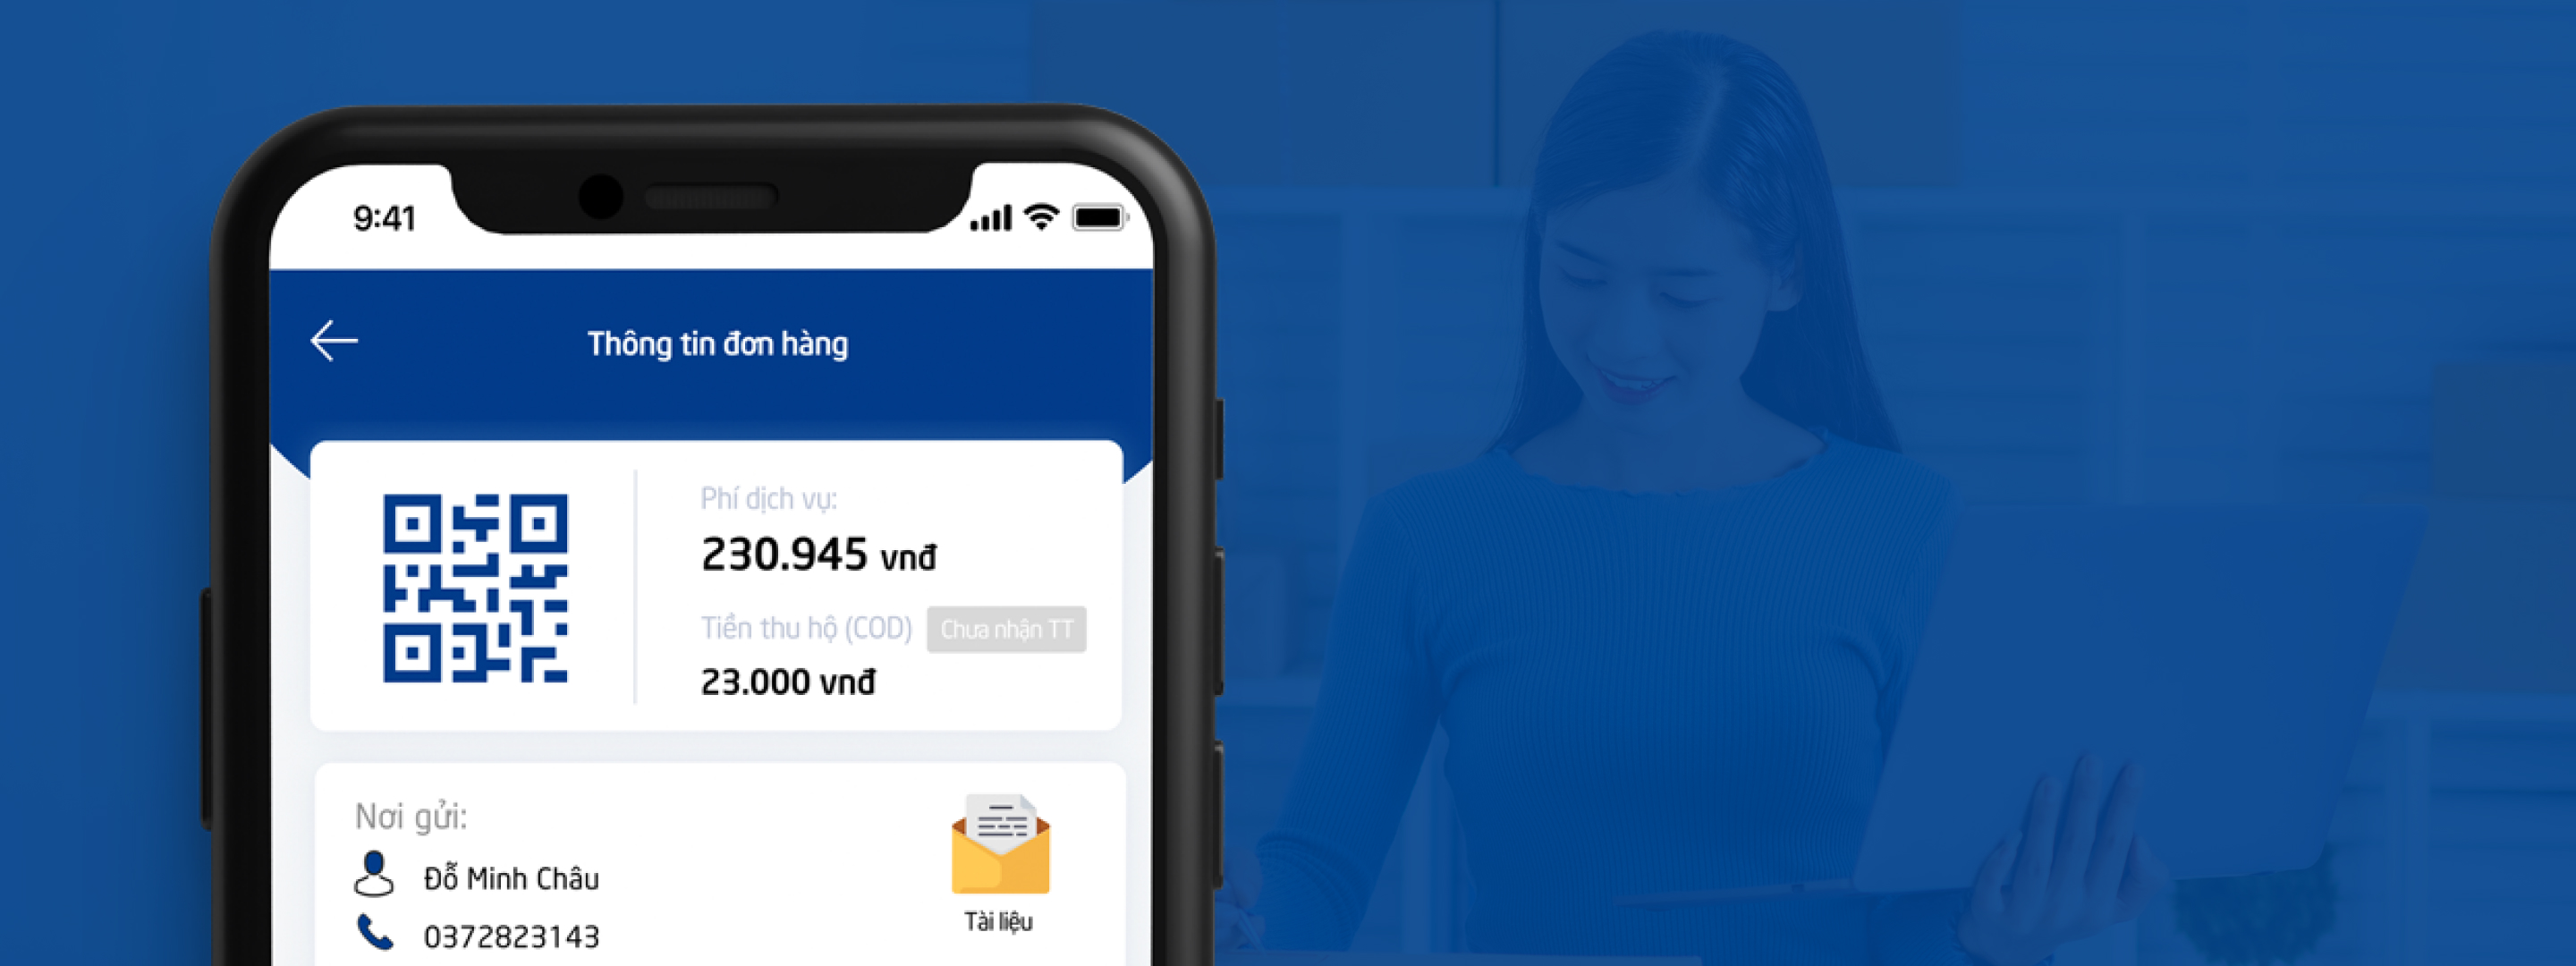 9:41
Thông tin đơn hàng
Phí dịch vụ:
230.945 vnđ
Tiền thu hộ (COD) Chưa nhận TT
23.000 vnđ
Nơi gửi:
Đỗ Minh Châu
0372823143
Tài liệu